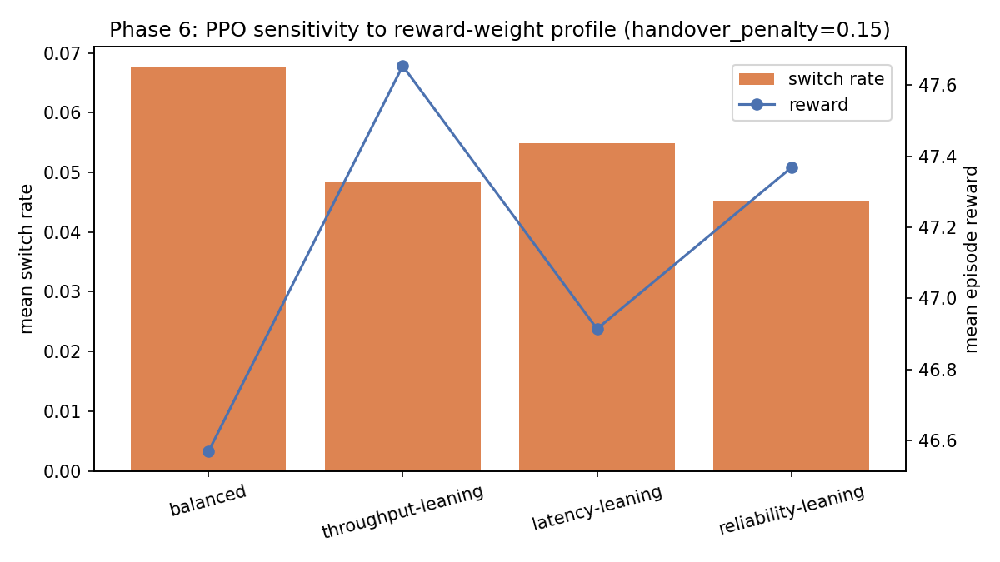 Phase 6: PPO sensitivity to reward-weight profile (handover_penalty=0.15)
mean switch rate
0.07
0.06
0.05
0.04
0.03
0.02
0.01
0.00
switch rate
reward
47.6
47.4
47.2
47.0
46.8
46.6
mean episode reward
balanced
throughput-leaning
latency-leaning
reliability-leaning